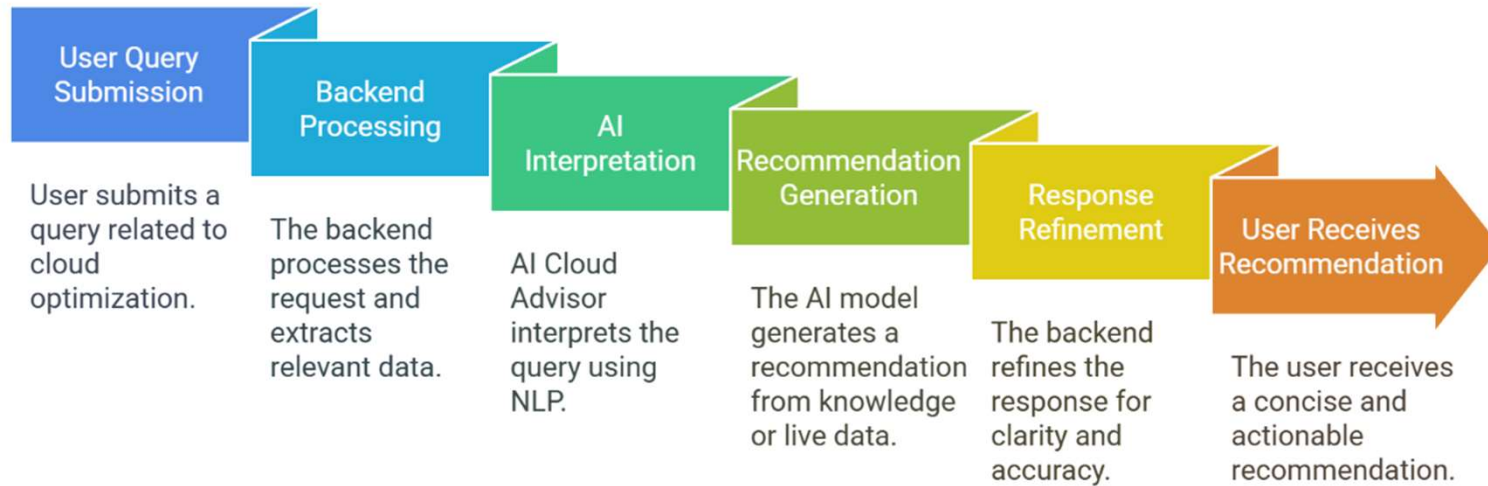 User Query
Submission
User submits a
query related to
cloud
optimization.
Backend
Processing
The backend
processes the
request and
extracts
relevant data.
AI
Interpretation
AI Cloud
Advisor
interprets the
query using
NLP.
Recommendation
Generation
The AI model
generates a
recommendation
from knowledge
or live data.
Response
Refinement
The backend
refines the
response for
clarity and
accuracy.
User Receives
Recommendation
The user receives
a concise and
actionable
recommendation.